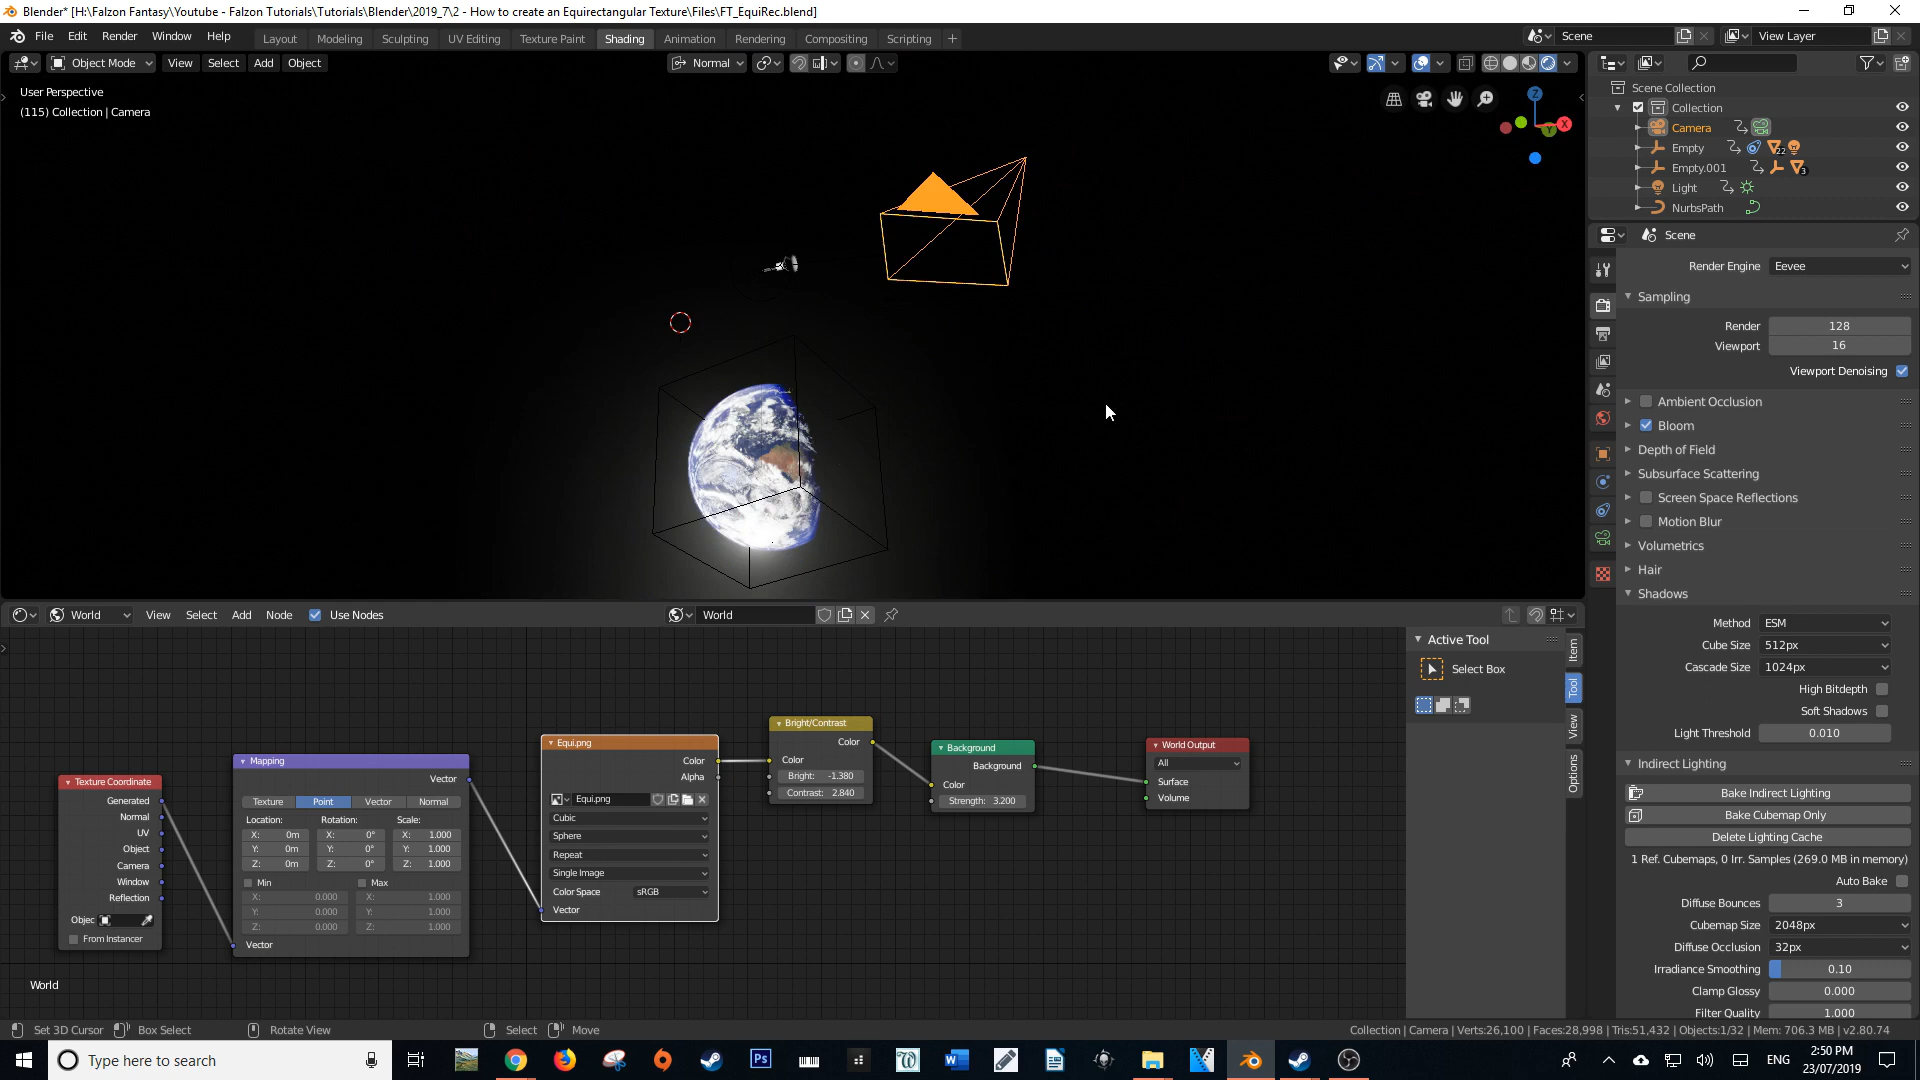 Blender* [H:\Falzon Fantasy\Youtube - Falzon Tutorials\Tutorials\Blender\2019_7\2 - How to create an Equirectangular Texture\Files\FT_EquiRec.blend]
File Edit Render Window Help Layout Modeling Sculpting UV Editing Texture Paint Shading Animation Rendering Compositing Scripting + Scene View Layer
Object Mode View Select Add Object Normal
User Perspective
(115) Collection | Camera
Z
X
Y
Scene Collection
Collection
Camera
Empty 22
Empty.001 3
Light
NurbsPath
Scene
Render Engine Eevee
Sampling
Render 128
Viewport 16
Viewport Denoising
Ambient Occlusion
Bloom
Depth of Field
Subsurface Scattering
Screen Space Reflections
Motion Blur
Volumetrics
Hair
Shadows
Method ESM
Cube Size 512px
Cascade Size 1024px
High Bitdepth
Soft Shadows
Light Threshold 0.010
Indirect Lighting
Bake Indirect Lighting
Bake Cubemap Only
Delete Lighting Cache
1 Ref. Cubemaps, 0 Irr. Samples (269.0 MB in memory)
Auto Bake
Diffuse Bounces 3
Cubemap Size 2048px
Diffuse Occlusion 32px
Irradiance Smoothing 0.10
Clamp Glossy 0.000
Filter Quality 1.000
World View Select Add Node Use Nodes World
Active Tool
Select Box
Item
Tool
View
Options
Texture Coordinate
Generated
Normal
UV
Object
Camera
Window
Reflection
Objec
From Instancer
Mapping
Vector
Texture Point Vector Normal
Location: Rotation: Scale:
X: 0m X: 0° X: 1.000
Y: 0m Y: 0° Y: 1.000
Z: 0m Z: 0° Z: 1.000
Min Max
X: 0.000 X: 1.000
Y: 0.000 Y: 1.000
Z: 0.000 Z: 1.000
Vector
Equi.png
Color
Alpha
Equi.png
Cubic
Sphere
Repeat
Single Image
Color Space sRGB
Vector
Bright/Contrast
Color
Color
Bright: -1.380
Contrast: 2.840
Background
Background
Color
Strength: 3.200
World Output
All
Surface
Volume
World
Set 3D Cursor Box Select Rotate View Select Move Collection | Camera | Verts:26,100 | Faces:28,998 | Tris:51,432 | Objects:1/32 | Mem: 706.3 MB | v2.80.74
Type here to search Ps ENG 2:50 PM
23/07/2019